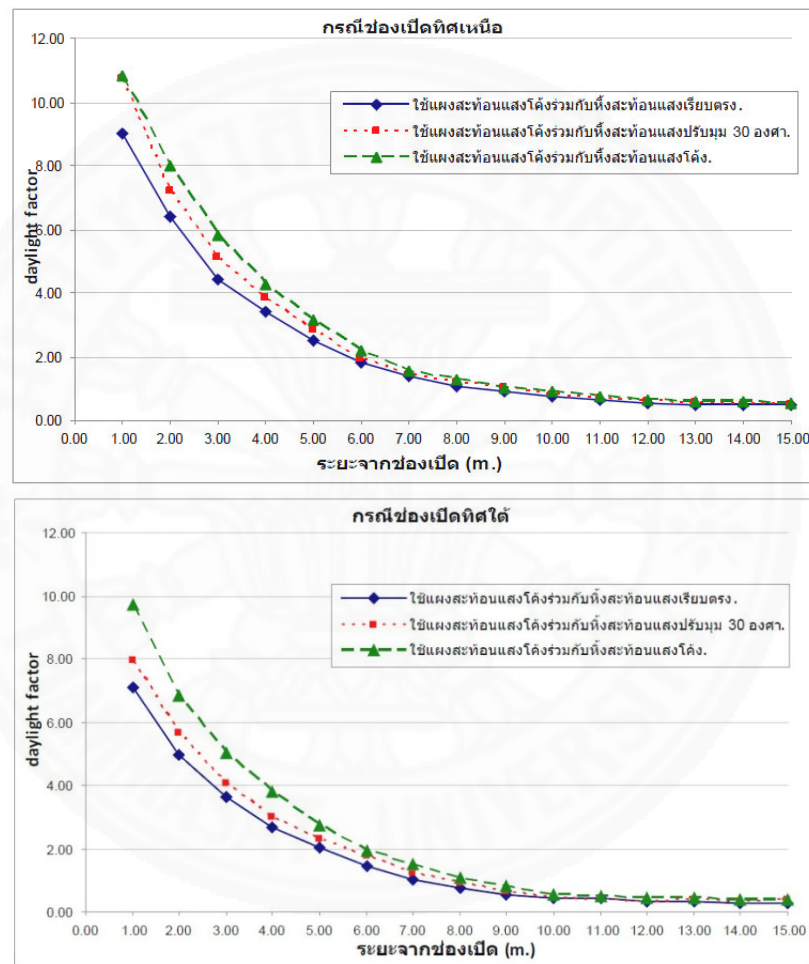 กรณีช่องเปิดทิศเหนือ
12.00
10.00
8.00
6.00
4.00
2.00
0.00
daylight factor
ใช้แผงสะท้อนแสงโค้งร่วมกับหิ้งสะท้อนแสงเรียบตรง.
ใช้แผงสะท้อนแสงโค้งร่วมกับหิ้งสะท้อนแสงปรับมุม 30 องศา.
ใช้แผงสะท้อนแสงโค้งร่วมกับหิ้งสะท้อนแสงโค้ง.
0.00 1.00 2.00 3.00 4.00 5.00 6.00 7.00 8.00 9.00 10.00 11.00 12.00 13.00 14.00 15.00
ระยะจากช่องเปิด (m.)
กรณีช่องเปิดทิศใต้
12.00
10.00
8.00
6.00
4.00
2.00
0.00
daylight factor
ใช้แผงสะท้อนแสงโค้งร่วมกับหิ้งสะท้อนแสงเรียบตรง.
ใช้แผงสะท้อนแสงโค้งร่วมกับหิ้งสะท้อนแสงปรับมุม 30 องศา.
ใช้แผงสะท้อนแสงโค้งร่วมกับหิ้งสะท้อนแสงโค้ง.
0.00 1.00 2.00 3.00 4.00 5.00 6.00 7.00 8.00 9.00 10.00 11.00 12.00 13.00 14.00 15.00
ระยะจากช่องเปิด (m.)